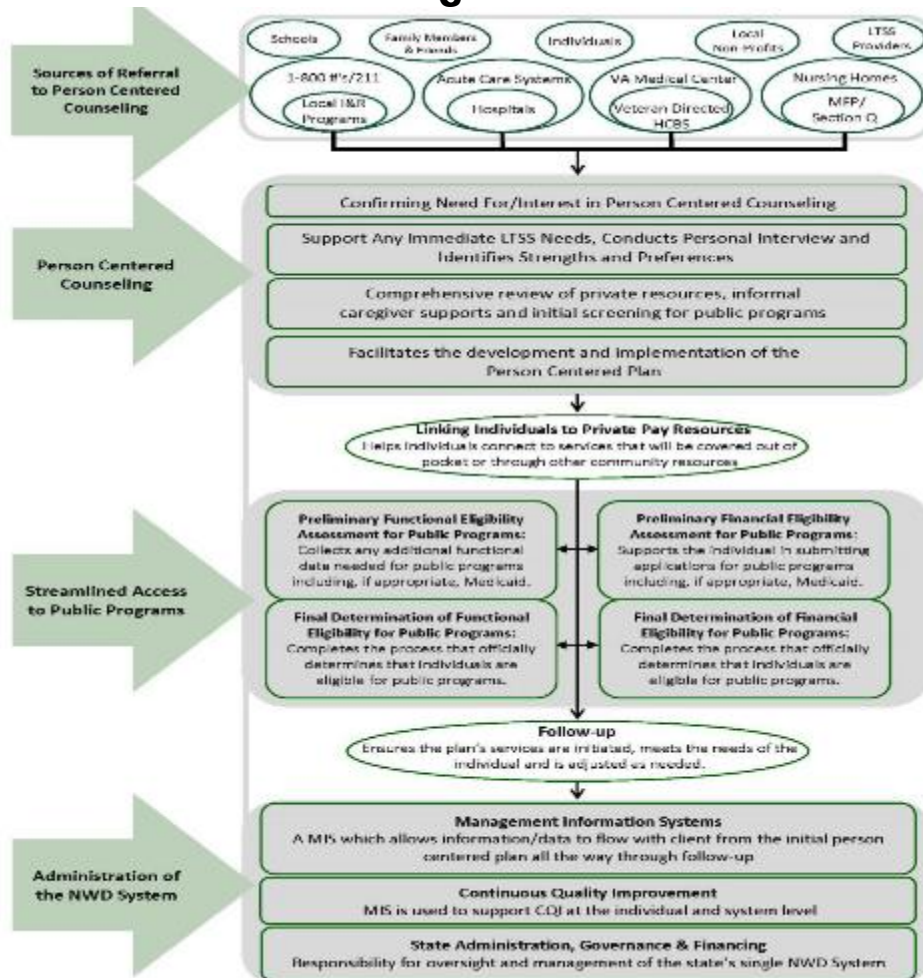 Sources of Referral
to Person Centered
Counseling
Schools
Family Members
& Friends
Individuals
Local
Non-Profits
LTSS
Providers
1-800 #'s/211
Local I&R
Programs
Acute Care Systems
Hospitals
VA Medical Center
Veteran Directed
HCBS
Nursing Homes
MFP/
Section Q
Person Centered
Counseling
Confirming Need For/Interest in Person Centered Counseling
Support Any Immediate LTSS Needs, Conducts Personal Interview and
Identifies Strengths and Preferences
Comprehensive review of private resources, informal
caregiver supports and initial screening for public programs
Facilitates the development and implementation of the
Person Centered Plan
Linking Individuals to Private Pay Resources
Helps individuals connect to services that will be covered out of
pocket or through other community resources
Streamlined Access
to Public Programs
Preliminary Functional Eligibility
Assessment for Public Programs:
Collects any additional functional
data needed for public programs
including, if appropriate, Medicaid.
Preliminary Financial Eligibility
Assessment for Public Programs:
Supports the individual in submitting
applications for public programs
including, if appropriate, Medicaid.
Final Determination of Functional
Eligibility for Public Programs:
Completes the process that officially
determines that individuals are
eligible for public programs.
Final Determination of Financial
Eligibility for Public Programs:
Completes the process that officially
determines that individuals are
eligible for public programs.
Follow-up
Ensures the plan's services are initiated, meets the needs of the
individual and is adjusted as needed.
Administration of
the NWD System
Management Information Systems
A MIS which allows information/data to flow with client from the initial person
centered plan all the way through follow-up
Continuous Quality Improvement
MIS is used to support CQI at the individual and system level
State Administration, Governance & Financing
Responsibility for oversight and management of the state's single NWD System